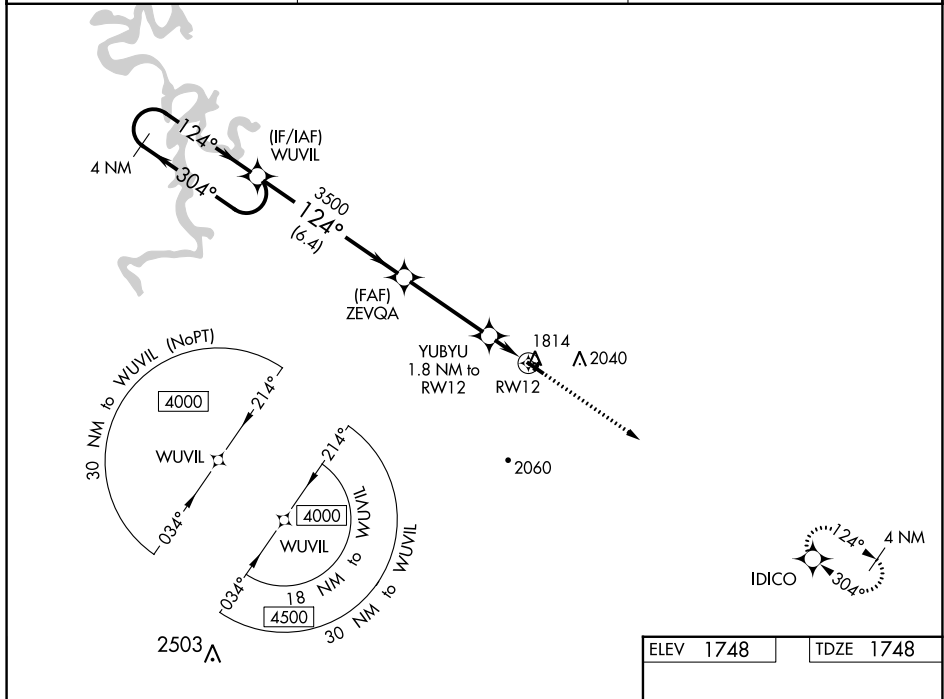 124°
304°
4 NM
(IF/IAF)
WUVIL
3500
124°
(6.4)
(FAF)
ZEVQA
YUBYU
1.8 NM to
RW12
RW12
1814
2040
2060
30 NM to WUVIL (NoPT)
4000
214°
WUVIL
034°
214°
4000
WUVIL
034°
18 NM to WUVIL
4500
30 NM to WUVIL
2503
124°
4 NM
IDICO
304°
ELEV 1748
TDZE 1748